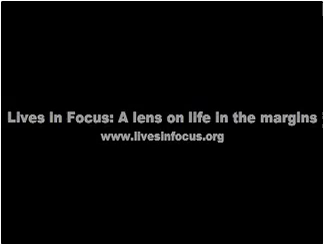 Lives in Focus: A lens on life in the margins
www.livesinfocus.org